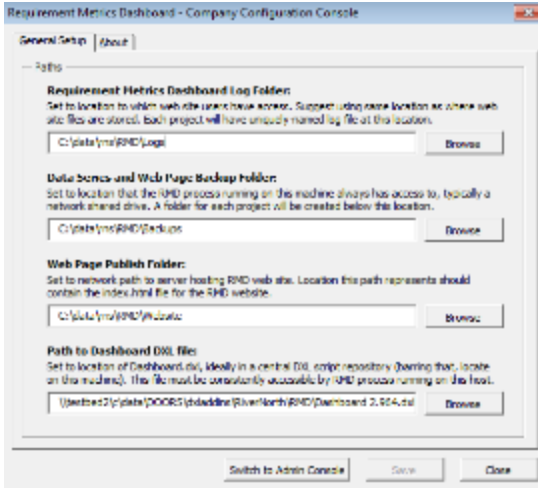 Requirement Metrics Dashboard - Company Configuration Console
General Setup About
Paths
Requirement Metrics Dashboard Log Folder:
Set to location to which web site users have access. Suggest using same location as where web
site files are stored. Each project will have uniquely named log file at this location.
Browse
Data Series and Web Page Backup Folder:
Set to location that the RMD process running on this machine always has access to, typically a
network shared drive. A folder for each project will be created below this location.
Browse
Web Page Publish Folder:
Set to network path to server hosting RMD web site. Location this path represents should
contain the index.html file for the RMD website.
Browse
Path to Dashboard DXL file:
Set to location of Dashboard.dxl, ideally in a central DXL script repository (barring that, locate
on this machine). This file must be consistently accessible by RMD process running on this host.
Browse
Switch to Admin Console Save Close